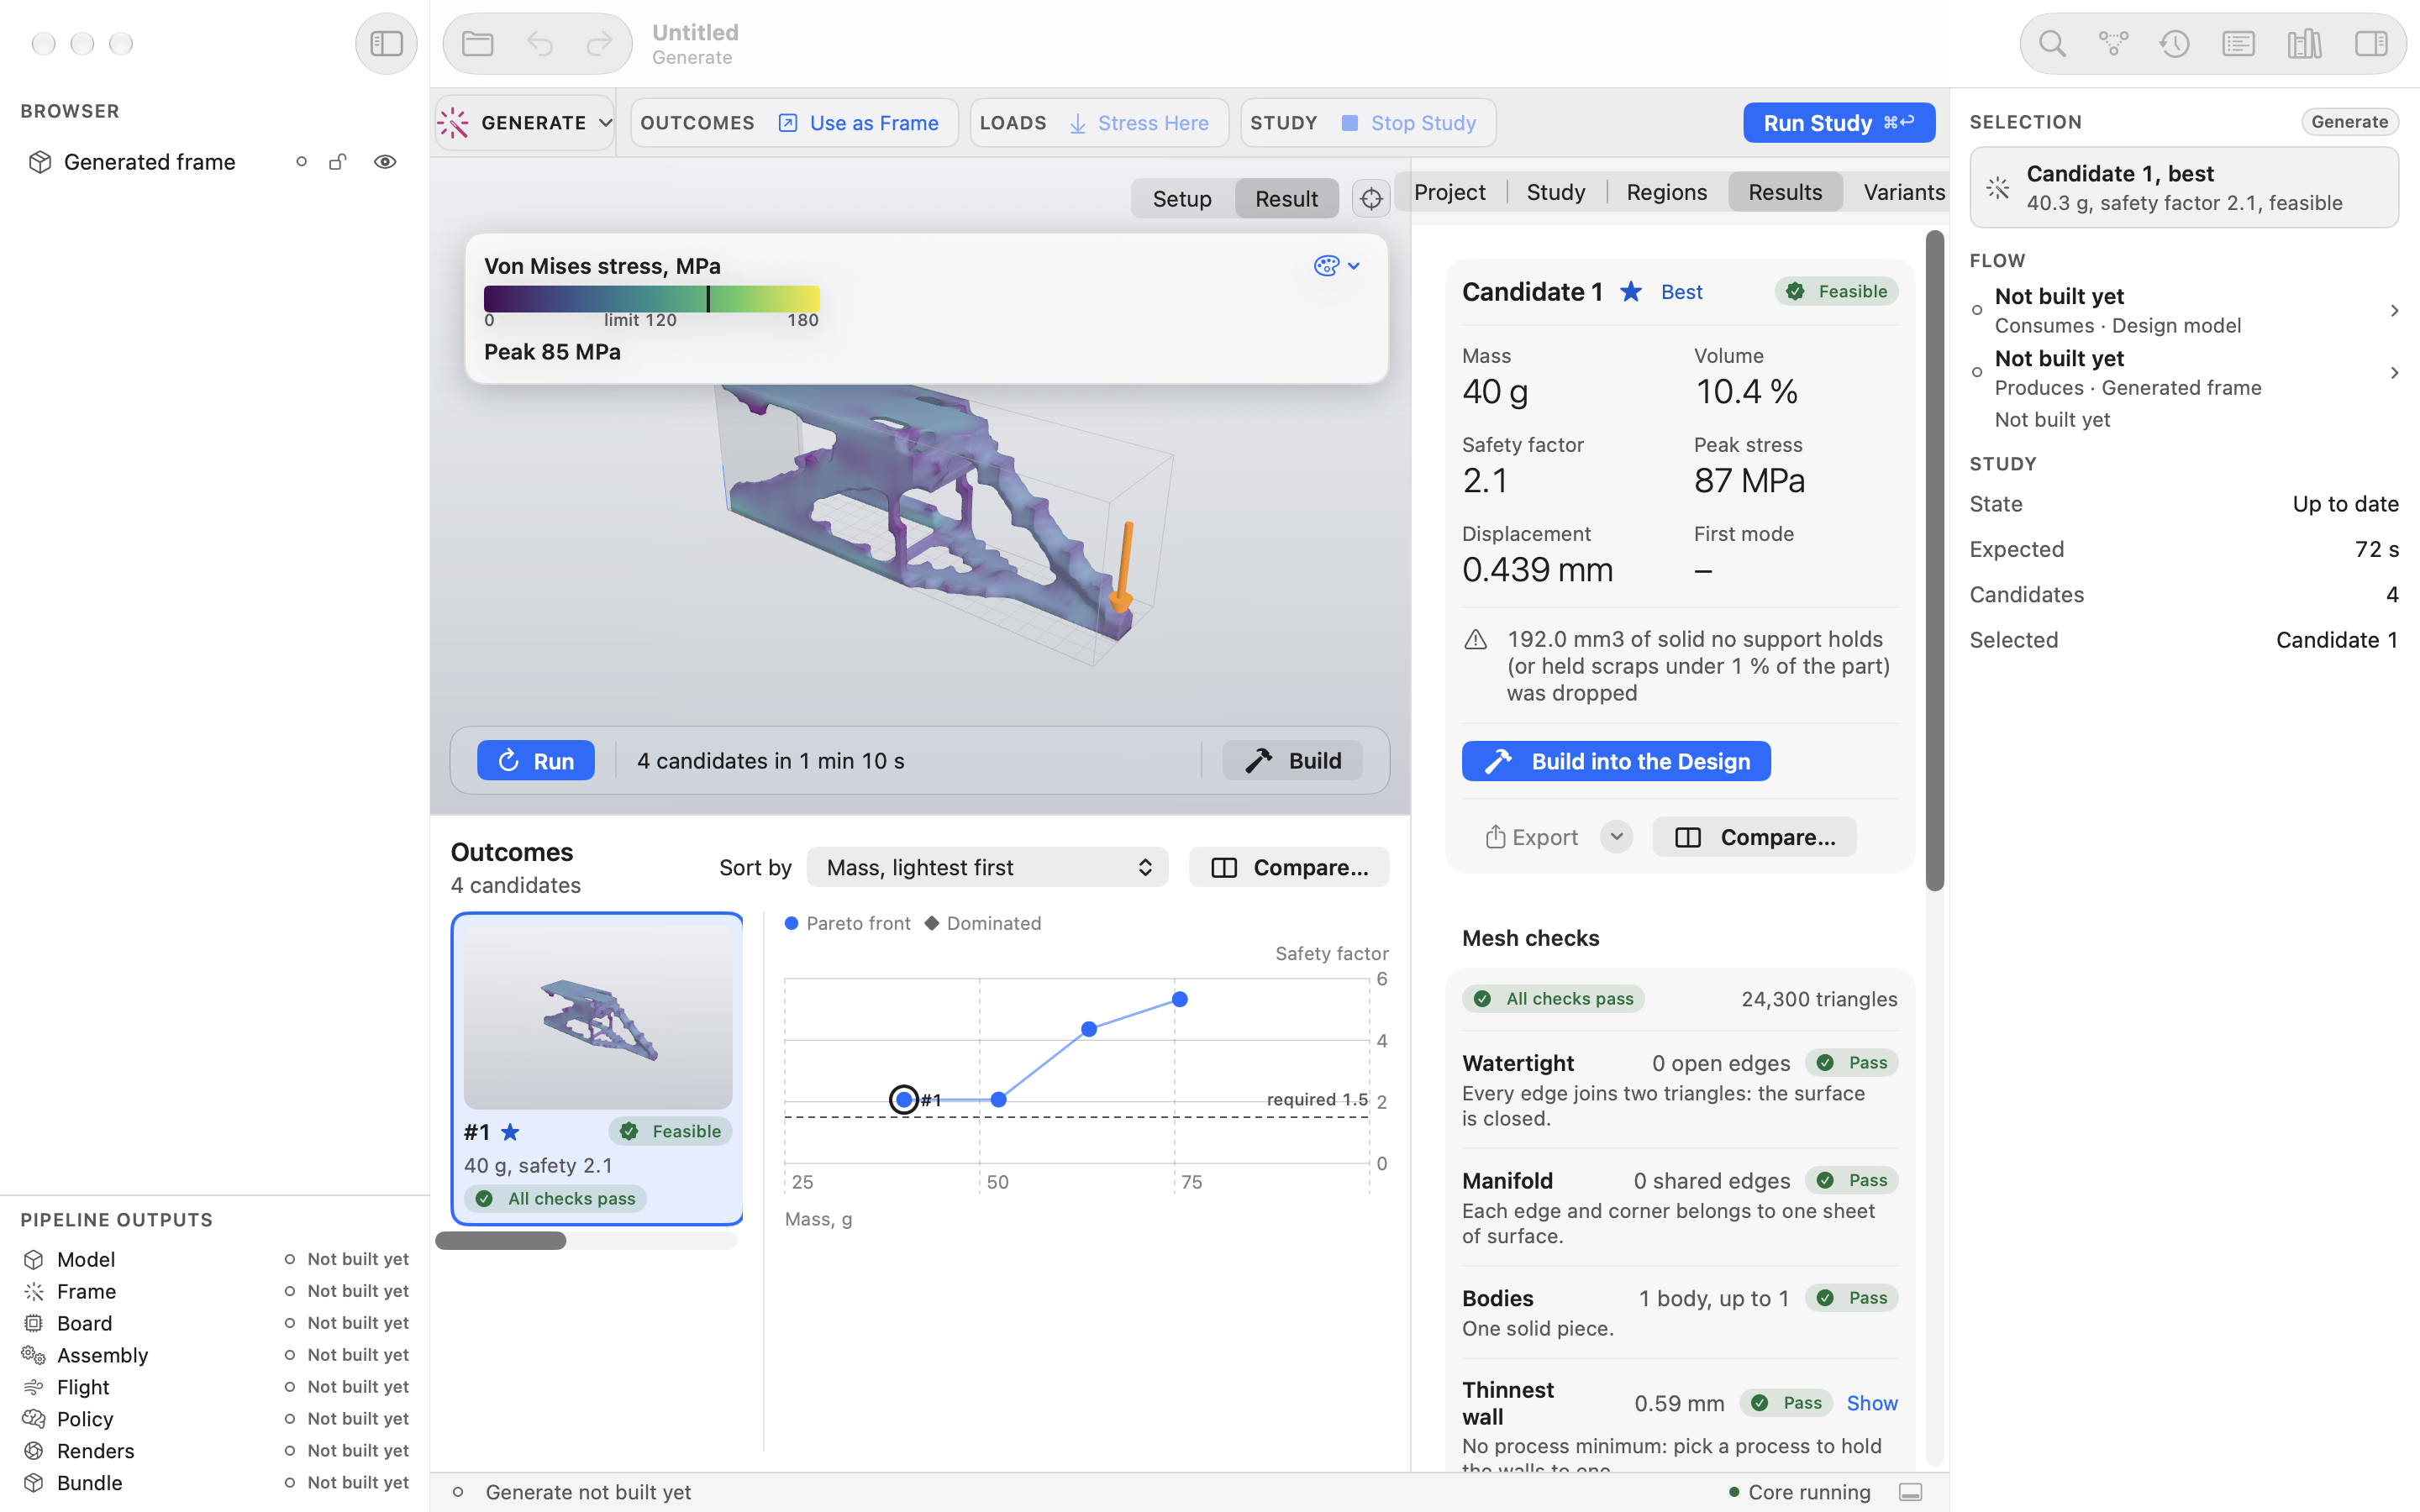 Untitled
Generate
BROWSER
Generated frame
GENERATE
OUTCOMES
Use as Frame
LOADS
Stress Here
STUDY
Stop Study
Run Study ⌘↩
Setup
Result
Von Mises stress, MPa
0
limit 120
180
Peak 85 MPa
Run
4 candidates in 1 min 10 s
Build
Outcomes
4 candidates
Sort by
Mass, lightest first
Compare...
#1
Feasible
40 g, safety 2.1
All checks pass
Pareto front
Dominated
Safety factor
6
4
2
0
#1
required 1.5
25
50
75
Mass, g
Project
Study
Regions
Results
Variants
Candidate 1
Best
Feasible
Mass
Volume
40 g
10.4 %
Safety factor
Peak stress
2.1
87 MPa
Displacement
First mode
0.439 mm
–
192.0 mm3 of solid no support holds
(or held scraps under 1 % of the part)
was dropped
Build into the Design
Export
Compare...
Mesh checks
All checks pass
24,300 triangles
Watertight
0 open edges
Pass
Every edge joins two triangles: the surface
is closed.
Manifold
0 shared edges
Pass
Each edge and corner belongs to one sheet
of surface.
Bodies
1 body, up to 1
Pass
One solid piece.
Thinnest
wall
0.59 mm
Pass
Show
No process minimum: pick a process to hold
the walls to one
SELECTION
Generate
Candidate 1, best
40.3 g, safety factor 2.1, feasible
FLOW
Not built yet
Consumes · Design model
Not built yet
Produces · Generated frame
Not built yet
STUDY
State
Up to date
Expected
72 s
Candidates
4
Selected
Candidate 1
PIPELINE OUTPUTS
Model
Not built yet
Frame
Not built yet
Board
Not built yet
Assembly
Not built yet
Flight
Not built yet
Policy
Not built yet
Renders
Not built yet
Bundle
Not built yet
Generate not built yet
Core running